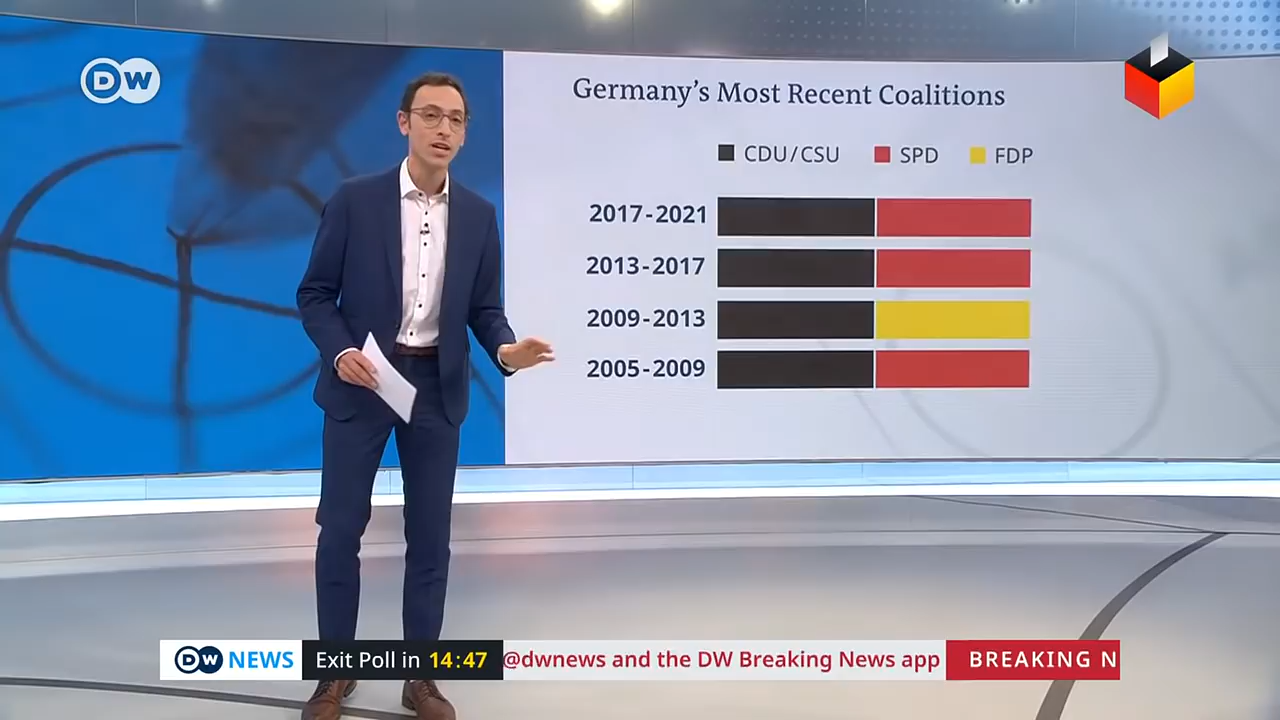 DW
Germany's Most Recent Coalitions
CDU/CSU SPD FDP
2017-2021
2013-2017
2009-2013
2005-2009
DW NEWS Exit Poll in 14:47 @dwnews and the DW Breaking News app BREAKING N